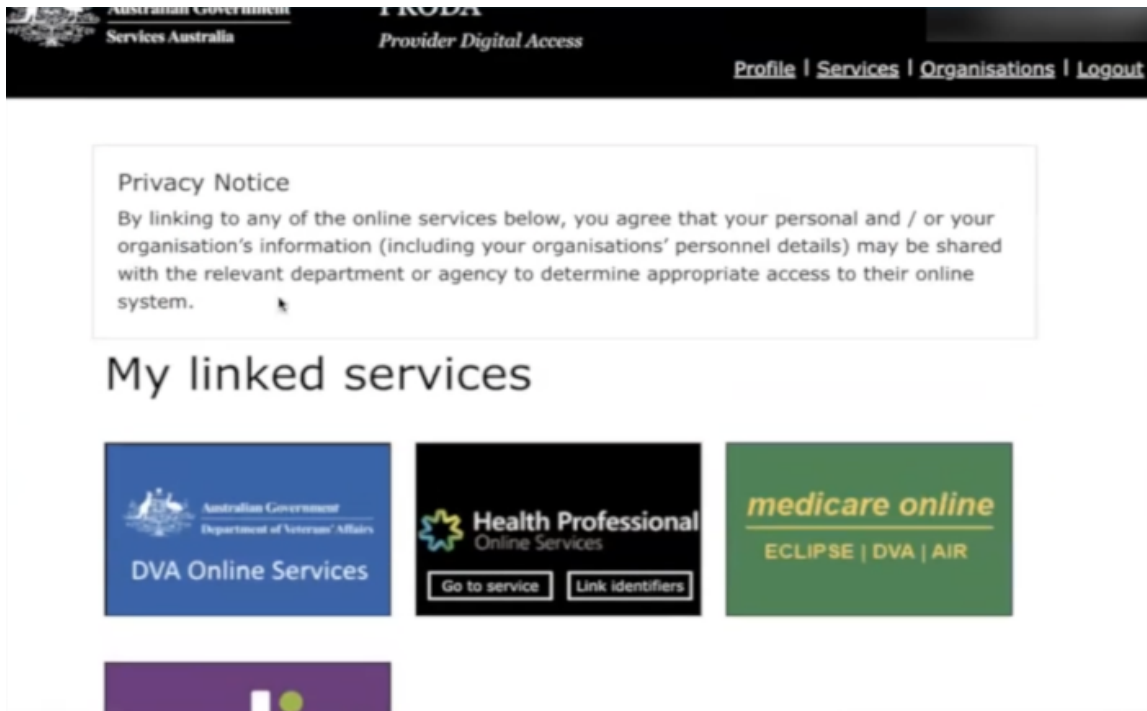 Australian Government
Services Australia
PRODA
Provider Digital Access
Profile | Services | Organisations | Logout
Privacy Notice
By linking to any of the online services below, you agree that your personal and / or your
organisation's information (including your organisations' personnel details) may be shared
with the relevant department or agency to determine appropriate access to their online
system.
My linked services
Australian Government
Department of Veterans' Affairs
DVA Online Services
Health Professional
Online Services
Go to service
Link identifiers
medicare online
ECLIPSE | DVA | AIR